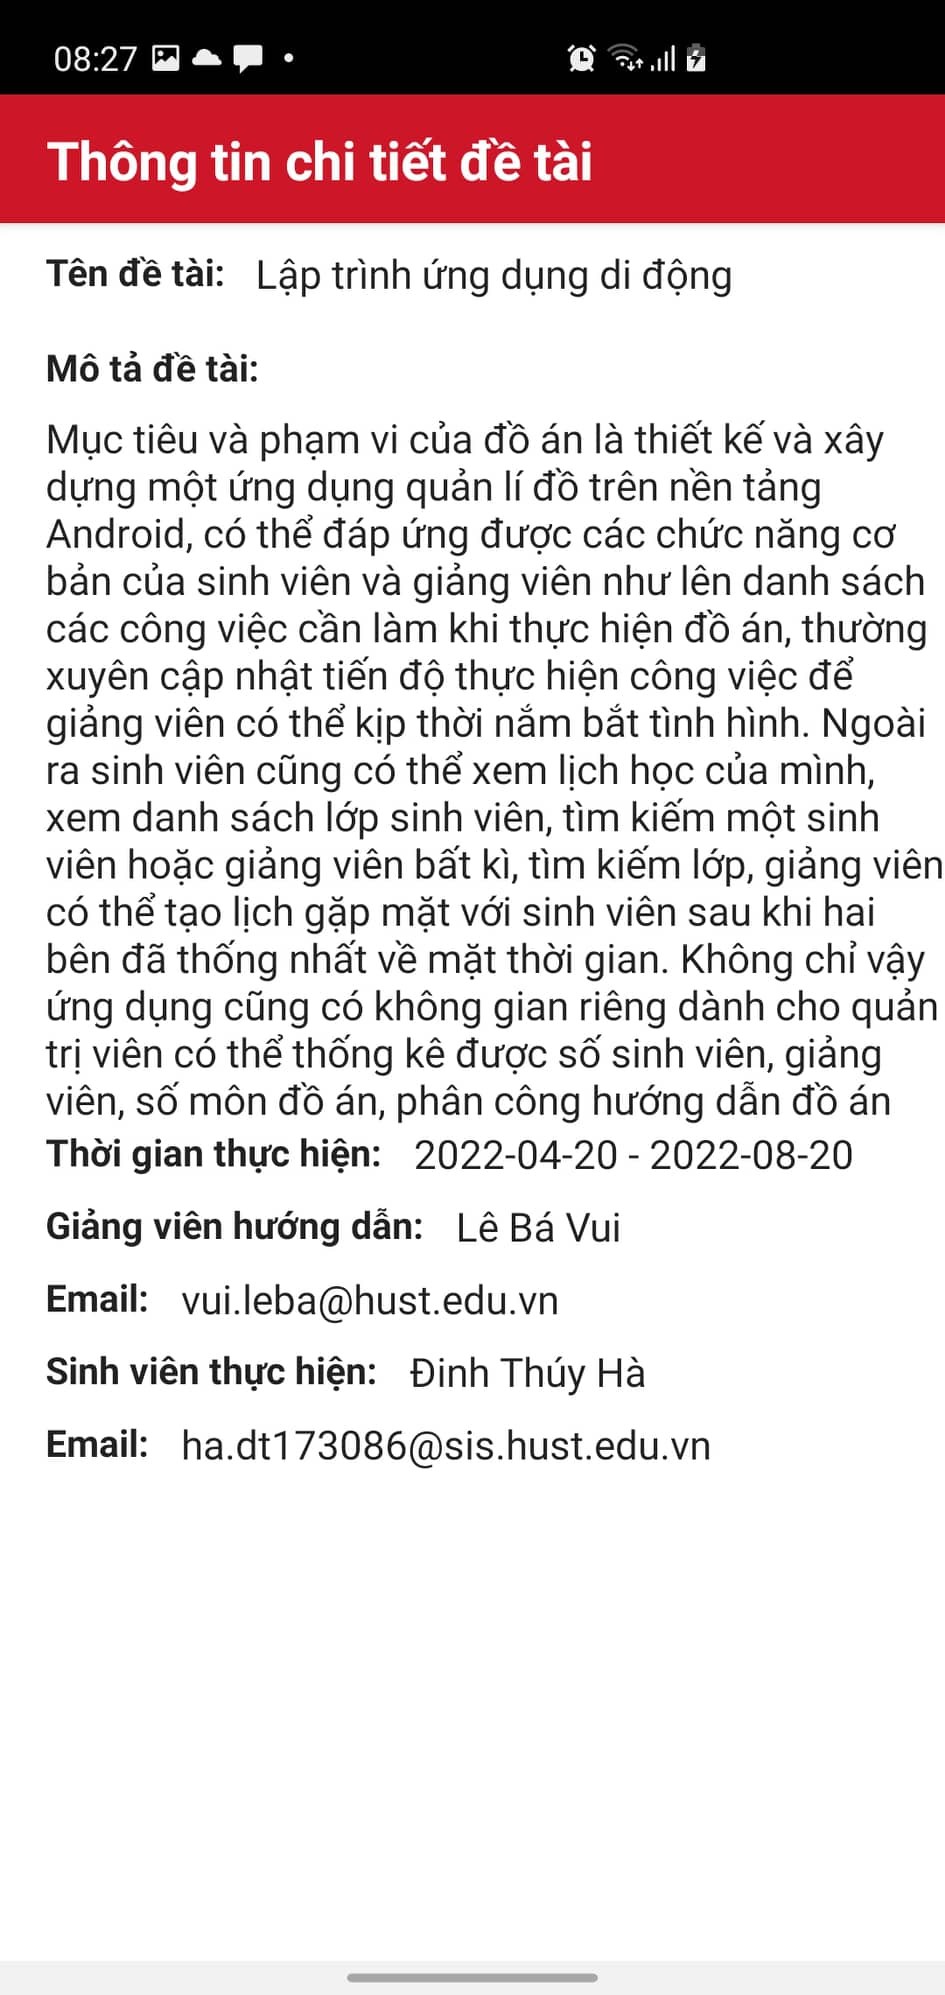 08:27
Thông tin chi tiết đề tài
Tên đề tài: Lập trình ứng dụng di động
Mô tả đề tài:
Mục tiêu và phạm vi của đồ án là thiết kế và xây
dựng một ứng dụng quản lí đồ trên nền tảng
Android, có thể đáp ứng được các chức năng cơ
bản của sinh viên và giảng viên như lên danh sách
các công việc cần làm khi thực hiện đồ án, thường
xuyên cập nhật tiến độ thực hiện công việc để
giảng viên có thể kịp thời nắm bắt tình hình. Ngoài
ra sinh viên cũng có thể xem lịch học của mình,
xem danh sách lớp sinh viên, tìm kiếm một sinh
viên hoặc giảng viên bất kì, tìm kiếm lớp, giảng viên
có thể tạo lịch gặp mặt với sinh viên sau khi hai
bên đã thống nhất về mặt thời gian. Không chỉ vậy
ứng dụng cũng có không gian riêng dành cho quản
trị viên có thể thống kê được số sinh viên, giảng
viên, số môn đồ án, phân công hướng dẫn đồ án
Thời gian thực hiện: 2022-04-20 - 2022-08-20
Giảng viên hướng dẫn: Lê Bá Vui
Email: vui.leba@hust.edu.vn
Sinh viên thực hiện: Đinh Thúy Hà
Email: ha.dt173086@sis.hust.edu.vn